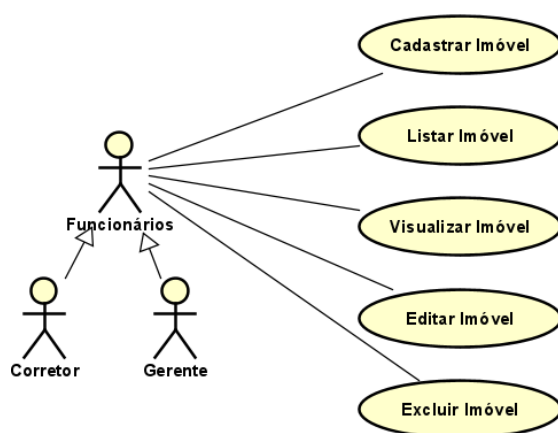 Cadastrar Imóvel
Listar Imóvel
Funcionários
Visualizar Imóvel
Corretor
Gerente
Editar Imóvel
Excluir Imóvel